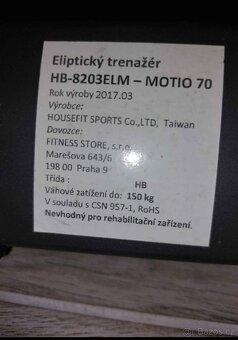 Eliptický trenažér
HB-8203ELM – MOTIO 70
Rok výroby 2017.03
Výrobce:
HOUSEFIT SPORTS Co.,LTD, Taiwan
Dovozce:
FITNESS STORE, s.r.o.
Marešova 643/6
198 00 Praha 9
Třída : HB
Váhové zatížení do: 150 kg
V souladu s CSN 957-1, RoHS
Nevhodný pro rehabilitační zařízení.